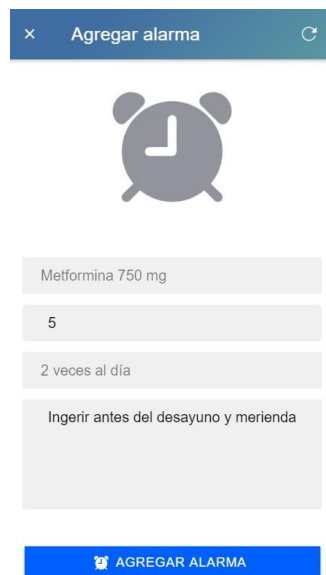 Agregar alarma
Metformina 750 mg
5
2 veces al día
Ingerir antes del desayuno y merienda
AGREGAR ALARMA